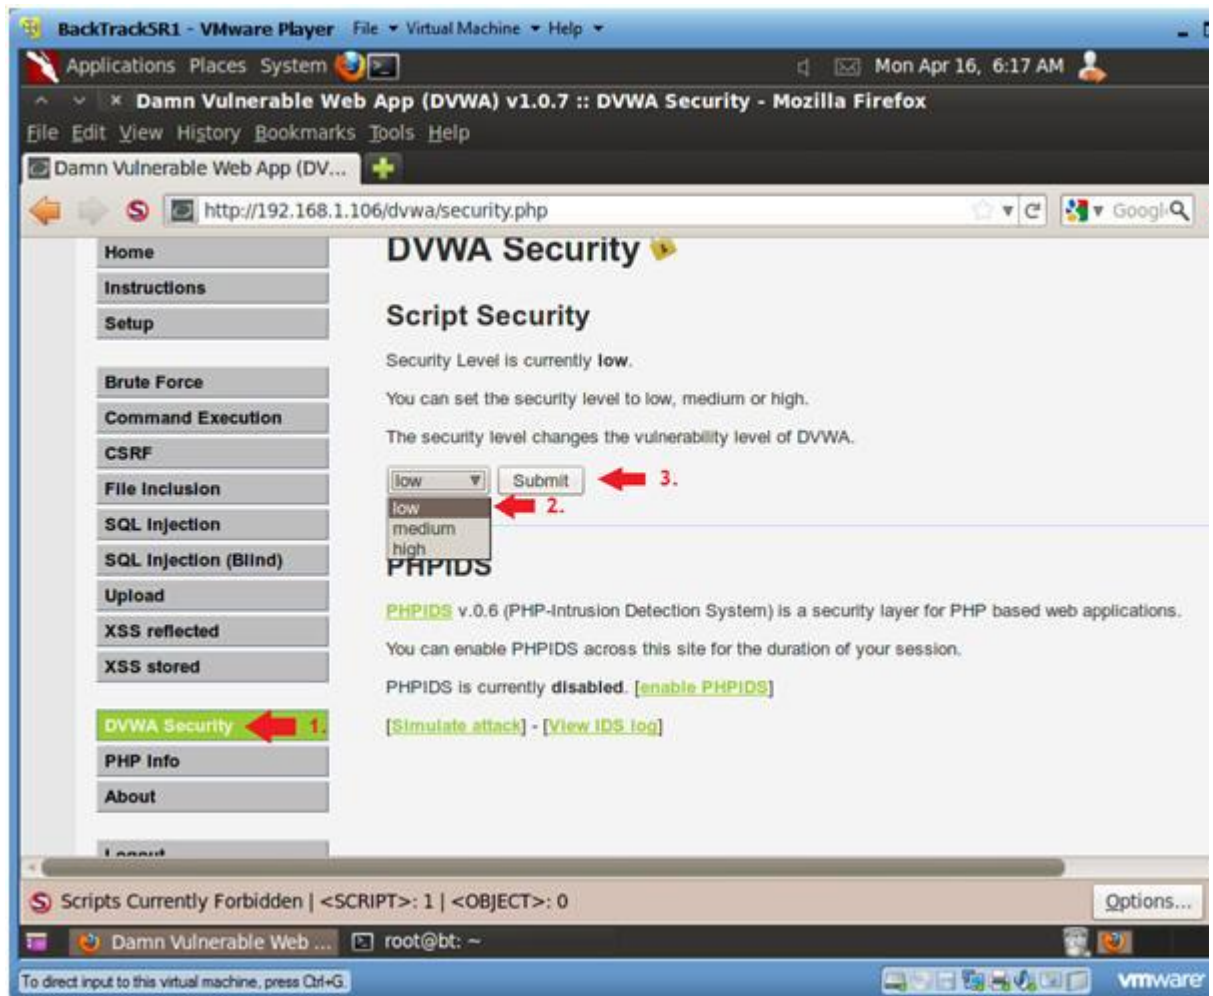 BackTrack5R1 - VMware Player File Virtual Machine Help
Applications Places System Mon Apr 16, 6:17 AM
Damn Vulnerable Web App (DVWA) v1.0.7 :: DVWA Security - Mozilla Firefox
File Edit View History Bookmarks Tools Help
Damn Vulnerable Web App (DV...
http://192.168.1.106/dvwa/security.php Googl
Home
Instructions
Setup
Brute Force
Command Execution
CSRF
File Inclusion
SQL Injection
SQL Injection (Blind)
Upload
XSS reflected
XSS stored
DVWA Security 1.
PHP Info
About
Logout
DVWA Security
Script Security
Security Level is currently low.
You can set the security level to low, medium or high.
The security level changes the vulnerability level of DVWA.
low Submit 3.
low 2.
medium
high
PHPIDS
PHPIDS v.0.6 (PHP-Intrusion Detection System) is a security layer for PHP based web applications.
You can enable PHPIDS across this site for the duration of your session.
PHPIDS is currently disabled. [enable PHPIDS]
[Simulate attack] - [View IDS log]
Scripts Currently Forbidden | <SCRIPT>: 1 | <OBJECT>: 0 Options...
Damn Vulnerable Web ... root@bt: ~
To direct input to this virtual machine, press Ctrl+G. vmware